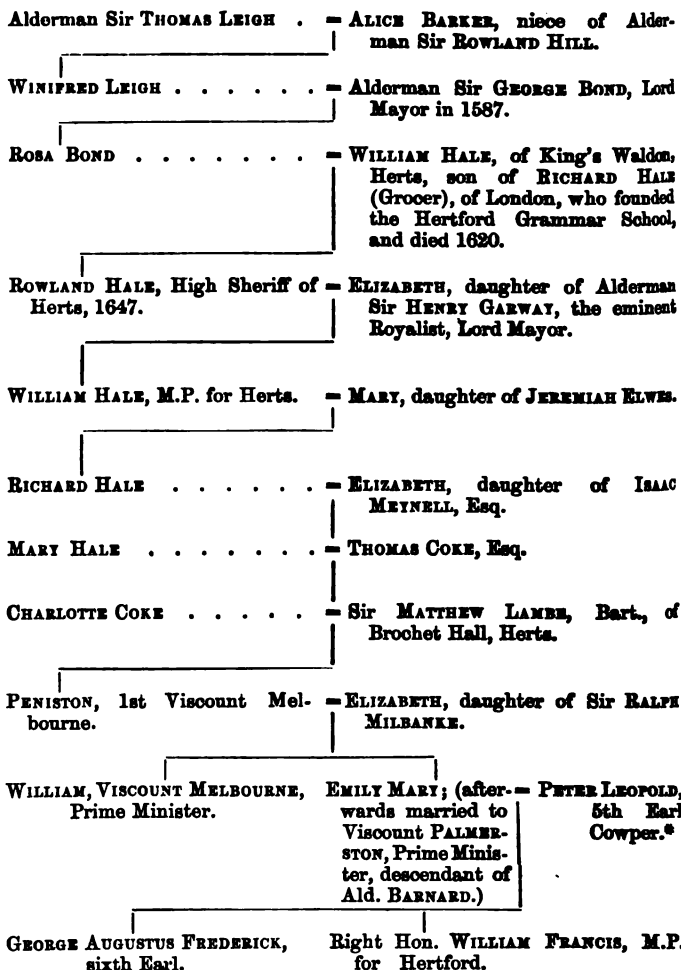 Alderman Sir THOMAS LEIGH . = ALICE BARKER, niece of Alder-
man Sir ROWLAND HILL.
WINIFRED LEIGH . . . . . . = Alderman Sir GEORGE BOND, Lord
Mayor in 1587.
ROSA BOND . . . . . . . = WILLIAM HALE, of King's Waldon,
Herts, son of RICHARD HALE
(Grocer), of London, who founded
the Hertford Grammar School,
and died 1620.
ROWLAND HALE, High Sheriff of = ELIZABETH, daughter of Alderman
Herts, 1647. Sir HENRY GARWAY, the eminent
Royalist, Lord Mayor.
WILLIAM HALE, M.P. for Herts. = MARY, daughter of JEREMIAH ELWES.
RICHARD HALE . . . . . . = ELIZABETH, daughter of ISAAC
MEYNELL, Esq.
MARY HALE . . . . . . . = THOMAS COKE, Esq.
CHARLOTTE COKE . . . . . = Sir MATTHEW LAMBE, Bart., of
Brochet Hall, Herts.
PENISTON, 1st Viscount Mel- = ELIZABETH, daughter of Sir RALPH
bourne. MILBANKE.
WILLIAM, VISCOUNT MELBOURNE, EMILY MARY; (after- = PETER LEOPOLD,
Prime Minister. wards married to 5th Earl
Viscount PALMER- Cowper.*
STON, Prime Minis-
ter, descendant of
Ald. BARNARD.)
GEORGE AUGUSTUS FREDERICK, Right Hon. WILLIAM FRANCIS, M.P.
sixth Earl. for Hertford.